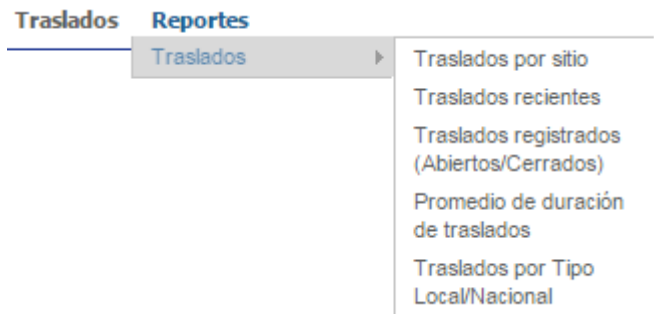 Traslados Reportes
Traslados
Traslados por sitio
Traslados recientes
Traslados registrados
(Abiertos/Cerrados)
Promedio de duración
de traslados
Traslados por Tipo
Local/Nacional